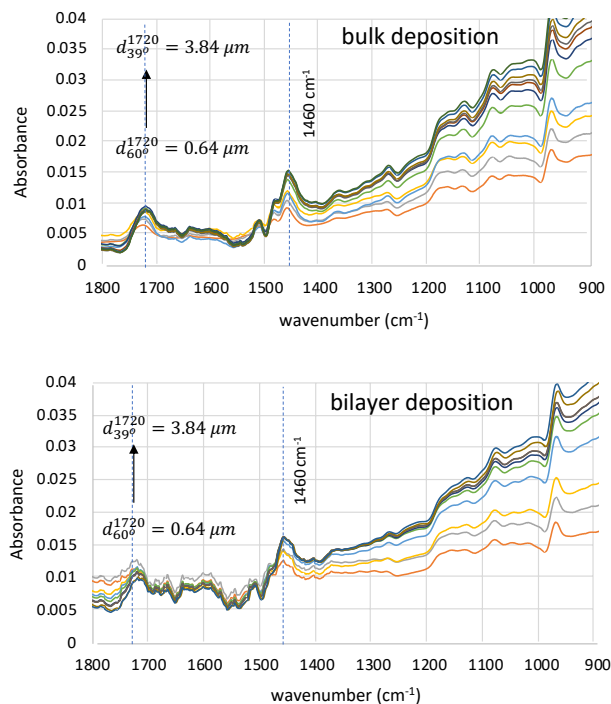 bulk deposition
0.04
0.035
0.03
0.025
0.02
0.015
0.01
0.005
0
Absorbance
d_{39^o}^{1720} = 3.84 μm
d_{60^o}^{1720} = 0.64 μm
1460 cm⁻¹
1800 1700 1600 1500 1400 1300 1200 1100 1000 900
wavenumber (cm⁻¹)
bilayer deposition
0.04
0.035
0.03
0.025
0.02
0.015
0.01
0.005
0
Absorbance
d_{39^o}^{1720} = 3.84 μm
d_{60^o}^{1720} = 0.64 μm
1460 cm⁻¹
1800 1700 1600 1500 1400 1300 1200 1100 1000 900
wavenumber (cm⁻¹)